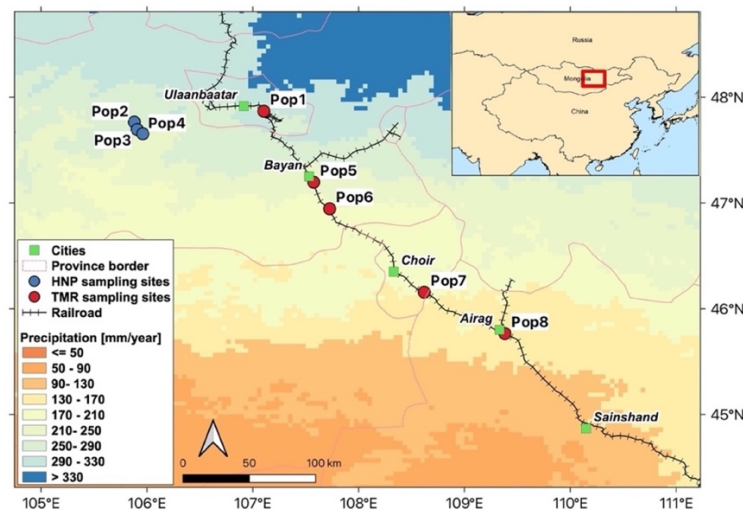 Russia
Mongolia
China
48°N
47°N
46°N
45°N
Ulaanbaatar
Pop1
Pop2
Pop4
Pop3
Bayan
Pop5
Pop6
Choir
Pop7
Airag
Pop8
Sainshand
Cities
Province border
HNP sampling sites
TMR sampling sites
Railroad
Precipitation [mm/year]
<= 50
50 - 90
90- 130
130 - 170
170 - 210
210- 250
250- 290
290 - 330
> 330
0 50 100 km
105°E 106°E 107°E 108°E 109°E 110°E 111°E